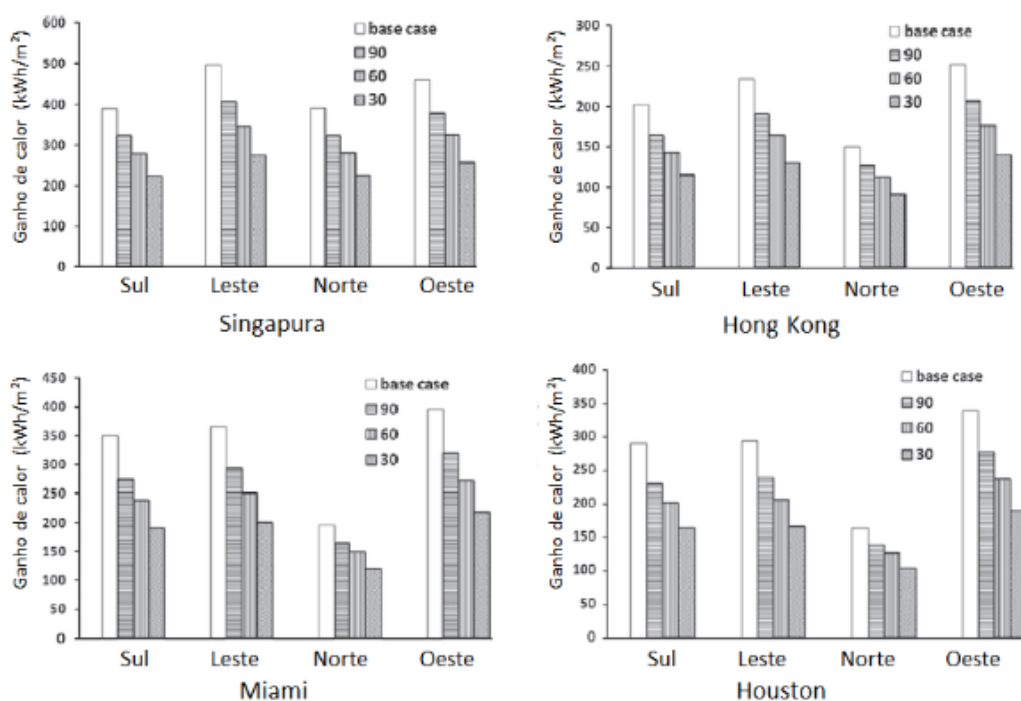 Ganho de calor (kWh/m²)
600
500
400
300
200
100
0
base case
90
60
30
Sul Leste Norte Oeste
Singapura
Ganho de calor (kWh/m²)
300
250
200
150
100
50
0
base case
90
60
30
Sul Leste Norte Oeste
Hong Kong
Ganho de calor (kWh/m²)
450
400
350
300
250
200
150
100
50
0
base case
90
60
30
Sul Leste Norte Oeste
Miami
Ganho de calor (kWh/m²)
400
350
300
250
200
150
100
50
0
base case
90
60
30
Sul Leste Norte Oeste
Houston